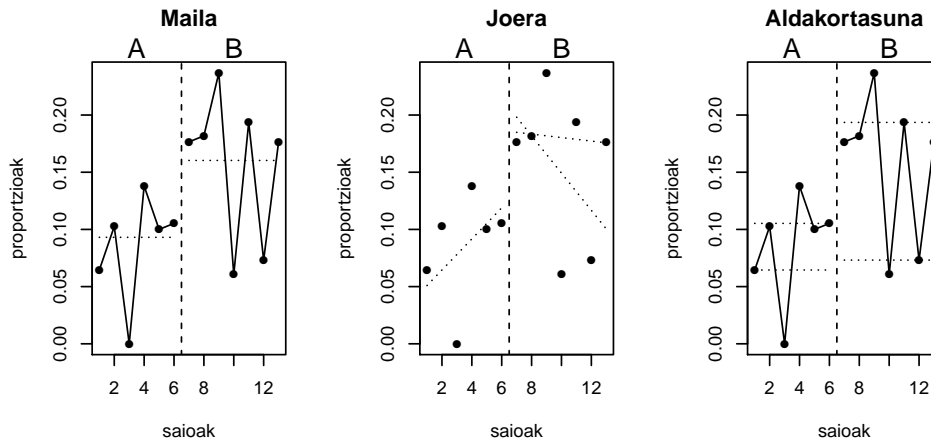 Maila
A B
proportzioak
0.00 0.05 0.10 0.15 0.20
2 4 6 8 12
saioak
Joera
A B
proportzioak
0.00 0.05 0.10 0.15 0.20
2 4 6 8 12
saioak
Aldakortasuna
A B
proportzioak
0.00 0.05 0.10 0.15 0.20
2 4 6 8 12
saioak